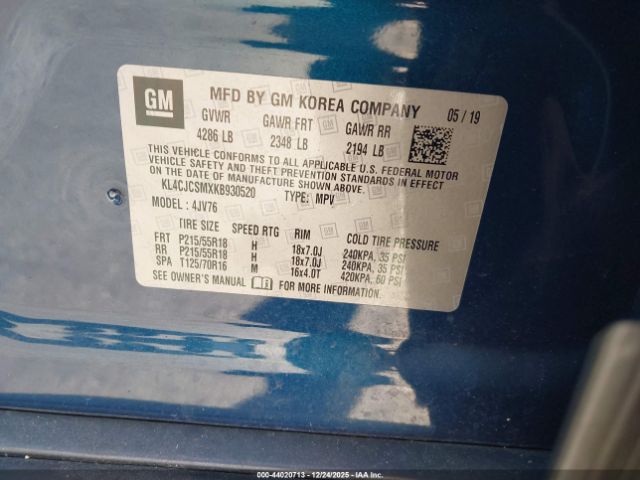 GM
MFD BY GM KOREA COMPANY 05 / 19
GVWR GAWR FRT GAWR RR
4286 LB 2348 LB 2194 LB
THIS VEHICLE CONFORMS TO ALL APPLICABLE U.S. FEDERAL MOTOR
VEHICLE SAFETY AND THEFT PREVENTION STANDARDS IN EFFECT
ON THE DATE OF MANUFACTURE SHOWN ABOVE.
KL4CJCSMXKB930520 TYPE: MPV
MODEL : 4JV76
TIRE SIZE SPEED RTG RIM COLD TIRE PRESSURE
FRT P215/55R18 H 18x7.0J 240KPA, 35 PSI
RR P215/55R18 H 18x7.0J 240KPA, 35 PSI
SPA T125/70R16 M 16x4.0T 420KPA, 60 PSI
SEE OWNER'S MANUAL FOR MORE INFORMATION
000-44020713 - 12/24/2025 - IAA Inc.